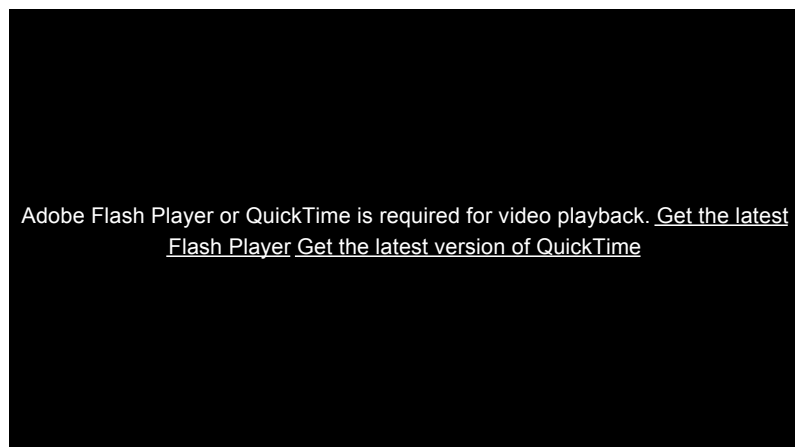 Adobe Flash Player or QuickTime is required for video playback. Get the latest
Flash Player Get the latest version of QuickTime